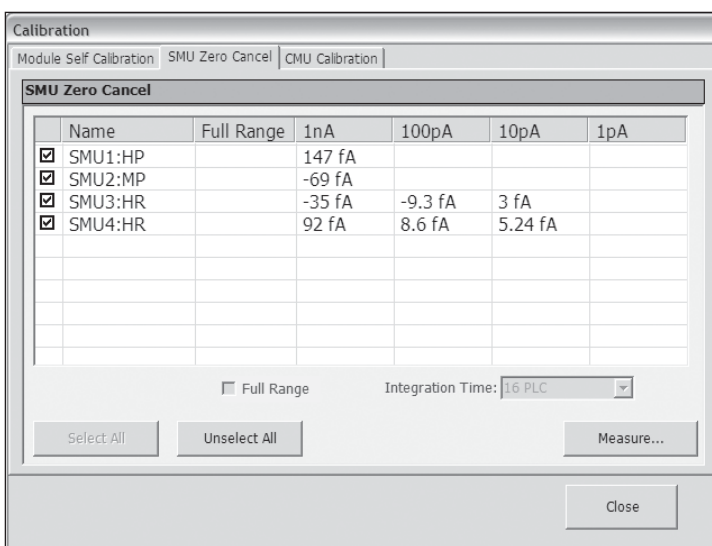 Calibration
Module Self Calibration SMU Zero Cancel CMU Calibration
SMU Zero Cancel
Name Full Range 1nA 100pA 10pA 1pA
SMU1:HP 147 fA
SMU2:MP -69 fA
SMU3:HR -35 fA -9.3 fA 3 fA
SMU4:HR 92 fA 8.6 fA 5.24 fA
Full Range Integration Time: 16 PLC
Select All Unselect All Measure...
Close